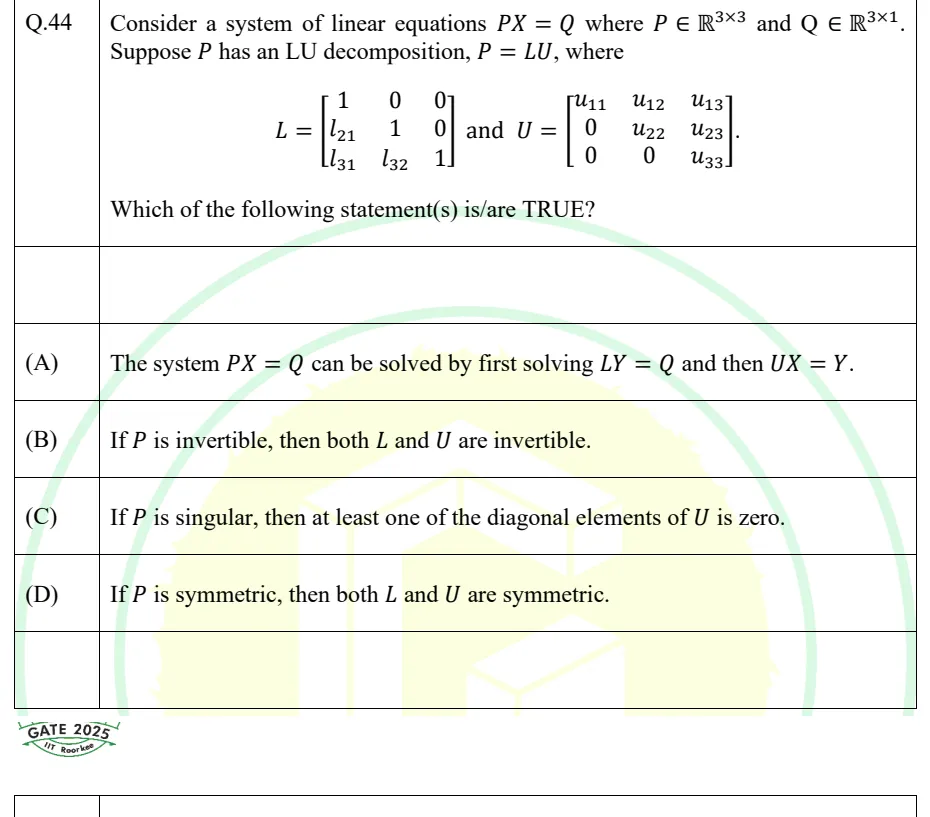 Q.44 Consider a system of linear equations 𝑃𝑋 = 𝑄 where 𝑃 ∈ ℝ³ˣ³ and Q ∈ ℝ³ˣ¹.
Suppose 𝑃 has an LU decomposition, 𝑃 = 𝐿𝑈, where
𝐿 = [1 0 0; 𝑙₂₁ 1 0; 𝑙₃₁ 𝑙₃₂ 1] and 𝑈 = [𝑢₁₁ 𝑢₁₂ 𝑢₁₃; 0 𝑢₂₂ 𝑢₂₃; 0 0 𝑢₃₃].
Which of the following statement(s) is/are TRUE?
(A) The system 𝑃𝑋 = 𝑄 can be solved by first solving 𝐿𝑌 = 𝑄 and then 𝑈𝑋 = 𝑌.
(B) If 𝑃 is invertible, then both 𝐿 and 𝑈 are invertible.
(C) If 𝑃 is singular, then at least one of the diagonal elements of 𝑈 is zero.
(D) If 𝑃 is symmetric, then both 𝐿 and 𝑈 are symmetric.
GATE 2025
IIT Roorkee